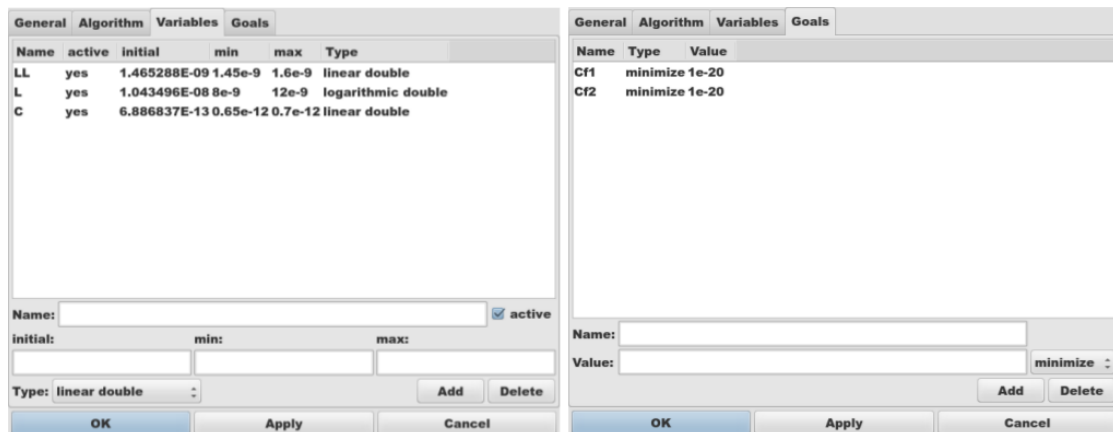 General Algorithm Variables Goals
Name active initial min max Type
LL yes 1.465288E-09 1.45e-9 1.6e-9 linear double
L yes 1.043496E-08 8e-9 12e-9 logarithmic double
C yes 6.886837E-13 0.65e-12 0.7e-12 linear double
Name: active
initial: min: max:
Type: linear double Add Delete
OK Apply Cancel
General Algorithm Variables Goals
Name Type Value
Cf1 minimize 1e-20
Cf2 minimize 1e-20
Name:
Value: minimize
Add Delete
OK Apply Cancel